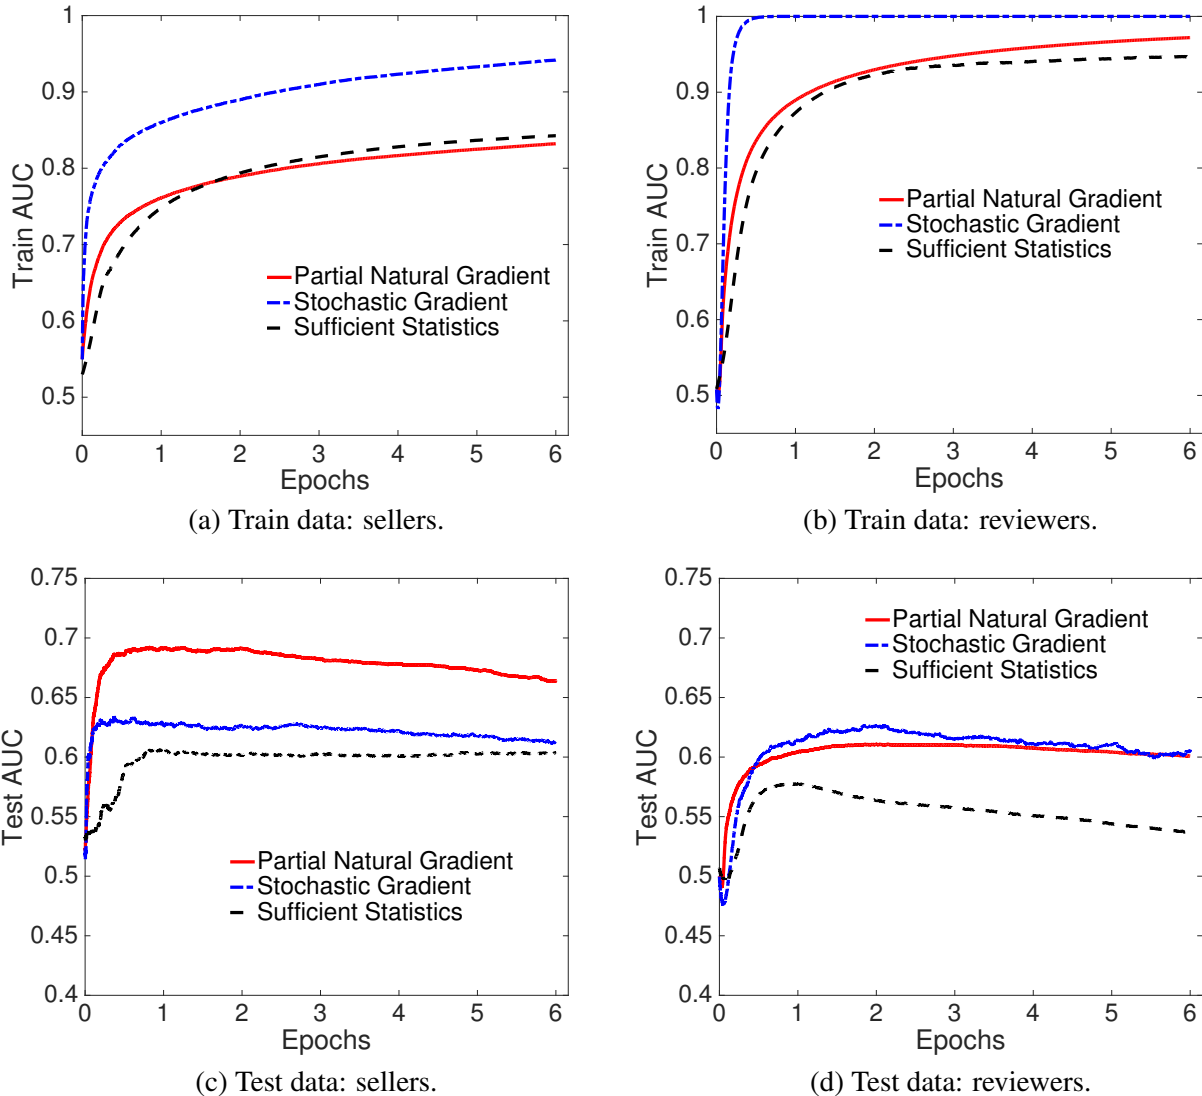 1
0.9
0.8
0.7
0.6
0.5
Train AUC
Partial Natural Gradient
Stochastic Gradient
Sufficient Statistics
0 1 2 3 4 5 6
Epochs
(a) Train data: sellers.
1
0.9
0.8
0.7
0.6
0.5
Train AUC
Partial Natural Gradient
Stochastic Gradient
Sufficient Statistics
0 1 2 3 4 5 6
Epochs
(b) Train data: reviewers.
0.75
0.7
0.65
0.6
0.55
0.5
0.45
0.4
Test AUC
Partial Natural Gradient
Stochastic Gradient
Sufficient Statistics
0 1 2 3 4 5 6
Epochs
(c) Test data: sellers.
0.75
0.7
0.65
0.6
0.55
0.5
0.45
0.4
Test AUC
Partial Natural Gradient
Stochastic Gradient
Sufficient Statistics
0 1 2 3 4 5 6
Epochs
(d) Test data: reviewers.